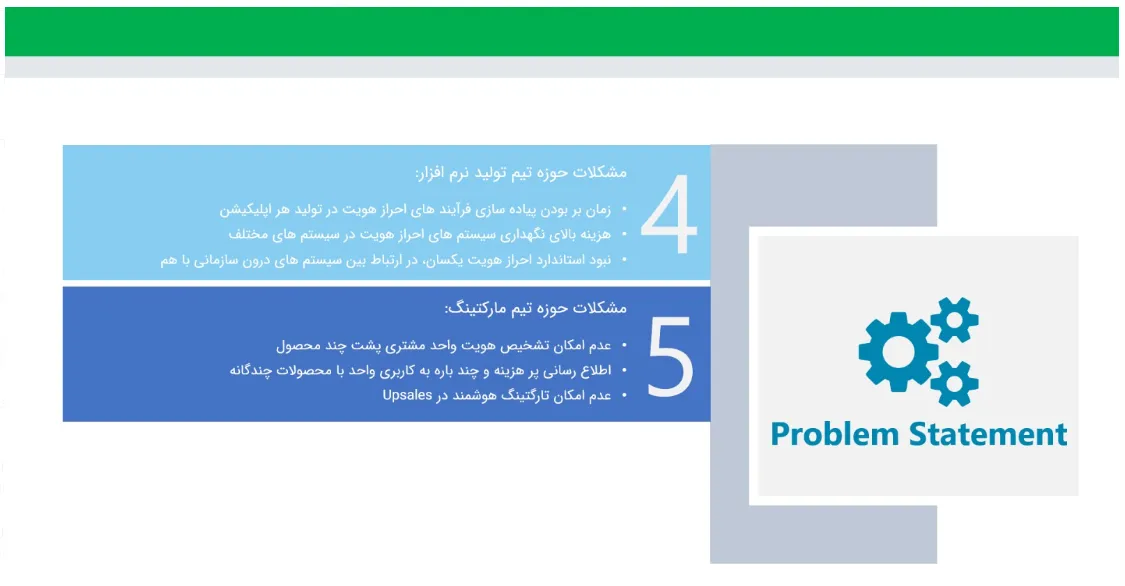 4
مشکلات حوزه تیم تولید نرم افزار:
• زمان بر بودن پیاده سازی فرآیند های احراز هویت در تولید هر اپلیکیشن
• هزینه بالای نگهداری سیستم های احراز هویت در سیستم های مختلف
• نبود استاندارد احراز هویت یکسان، در ارتباط بین سیستم های درون سازمانی با هم
5
مشکلات حوزه تیم مارکتینگ:
• عدم امکان تشخیص هویت واحد مشتری پشت چند محصول
• اطلاع رسانی پر هزینه و چند باره به کاربری واحد با محصولات چندگانه
• عدم امکان تارگتینگ هوشمند در Upsales
Problem Statement